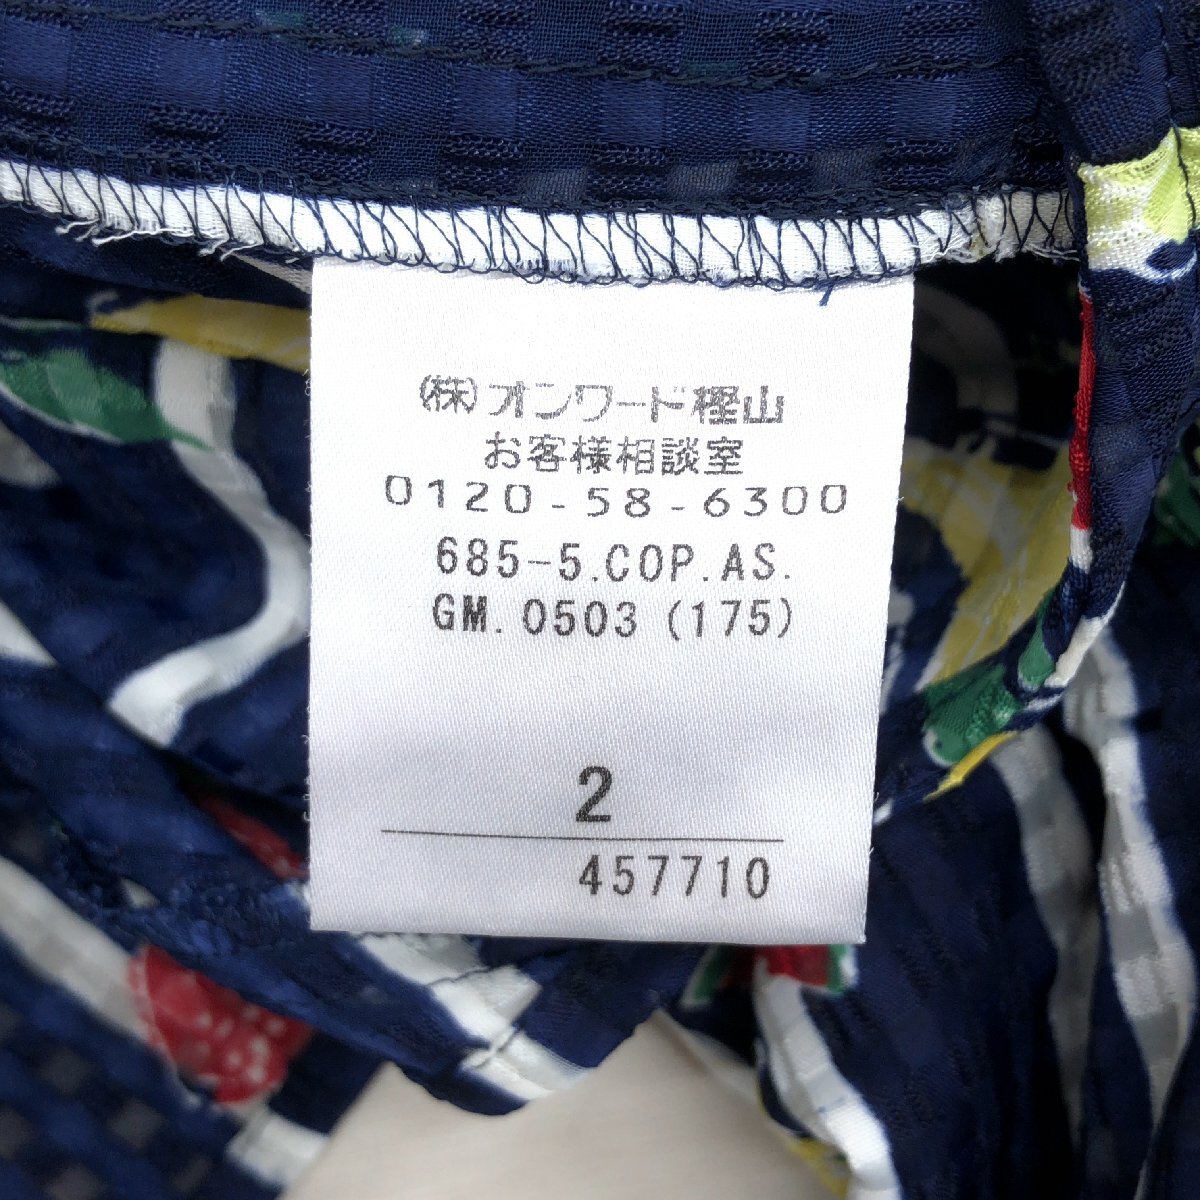 (株)オンワード樫山
お客様相談室
0120-58-6300
685-5.COP.AS.
GM.0503(175)
2
457710